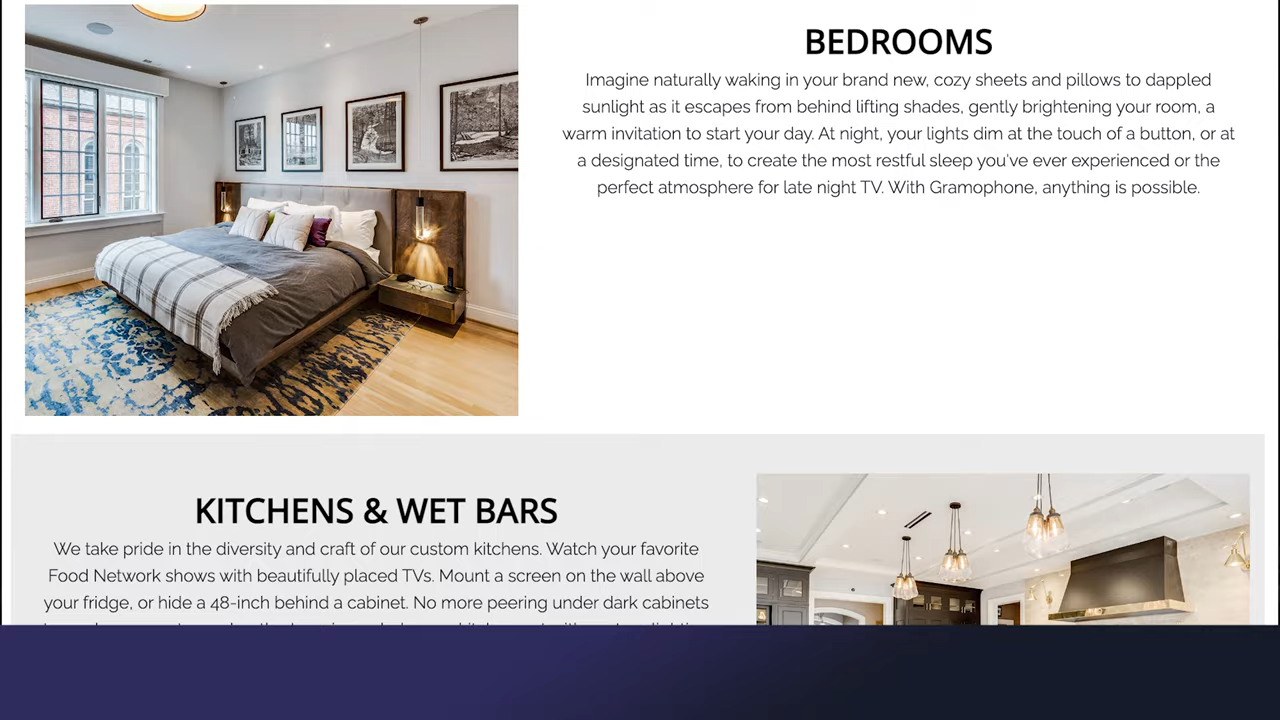 BEDROOMS
Imagine naturally waking in your brand new, cozy sheets and pillows to dappled
sunlight as it escapes from behind lifting shades, gently brightening your room, a
warm invitation to start your day. At night, your lights dim at the touch of a button, or at
a designated time, to create the most restful sleep you've ever experienced or the
perfect atmosphere for late night TV. With Gramophone, anything is possible.
KITCHENS & WET BARS
We take pride in the diversity and craft of our custom kitchens. Watch your favorite
Food Network shows with beautifully placed TVs. Mount a screen on the wall above
your fridge, or hide a 48-inch behind a cabinet. No more peering under dark cabinets